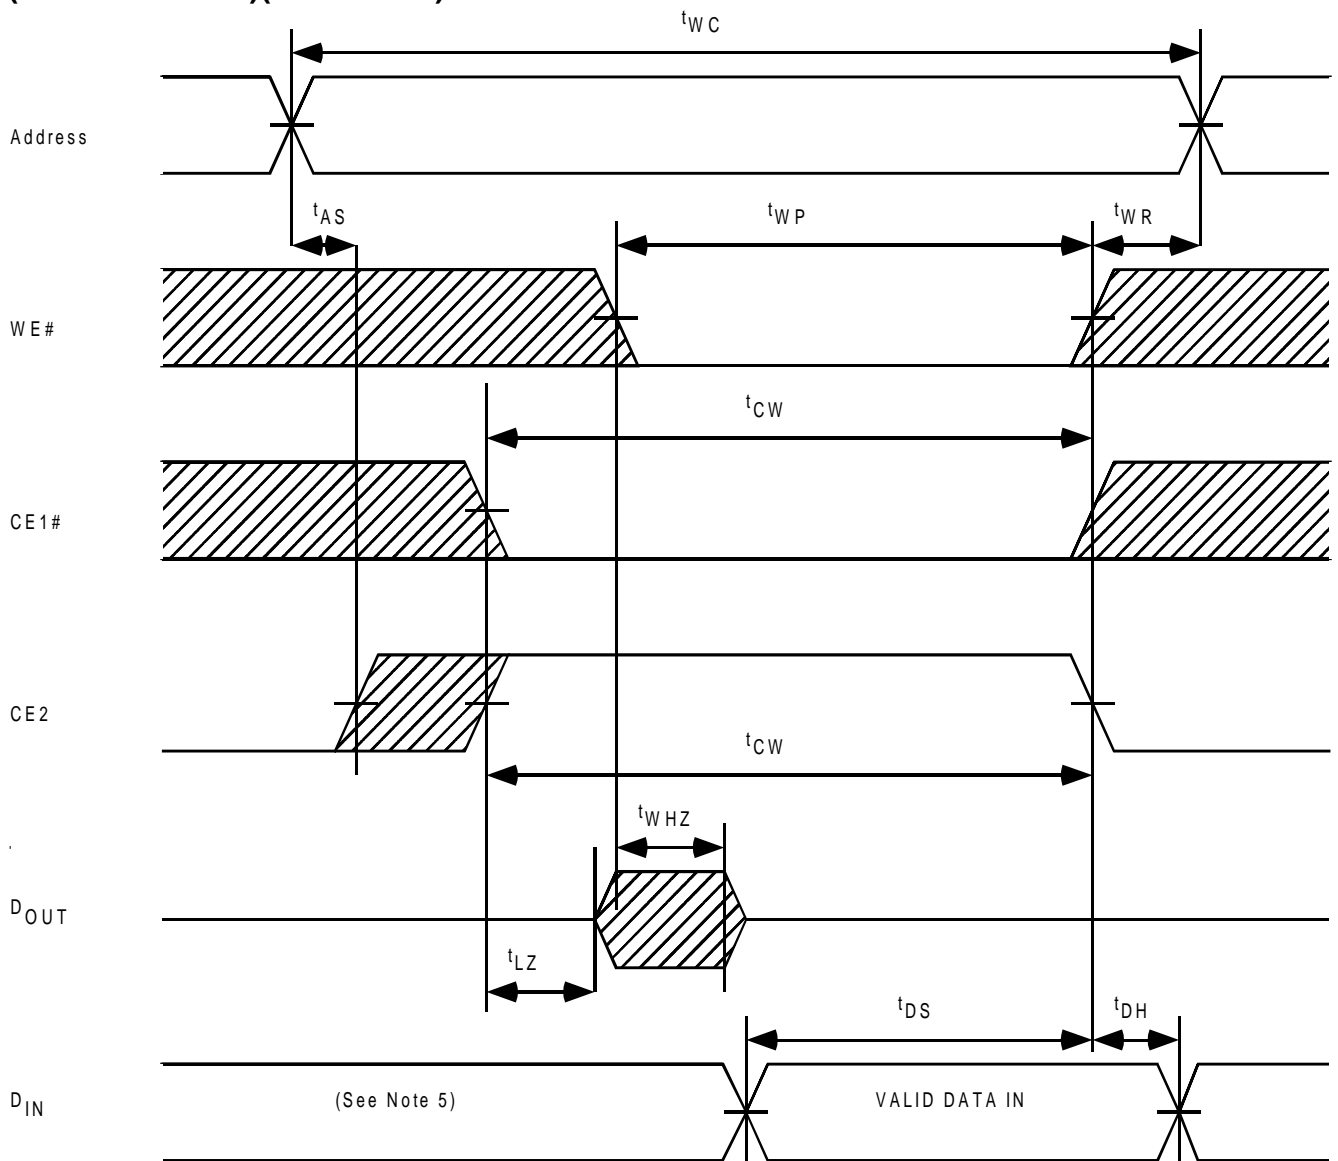 tWC
Address
tAS
tWP
tWR
WE#
tCW
CE1#
CE2
tCW
tWHZ
DOUT
tLZ
tDS
tDH
DIN
(See Note 5)
VALID DATA IN